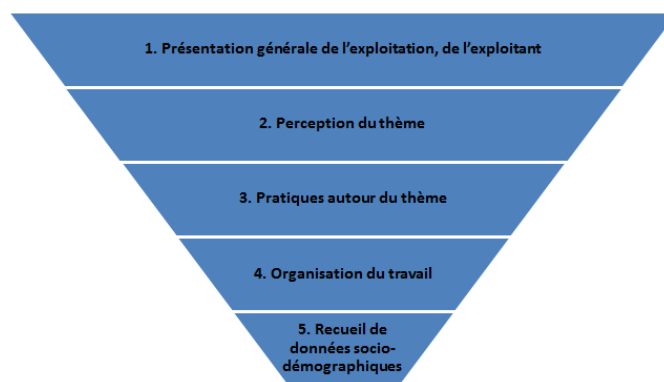 1. Présentation générale de l'exploitation, de l'exploitant
2. Perception du thème
3. Pratiques autour du thème
4. Organisation du travail
5. Recueil de
données socio-
démographiques